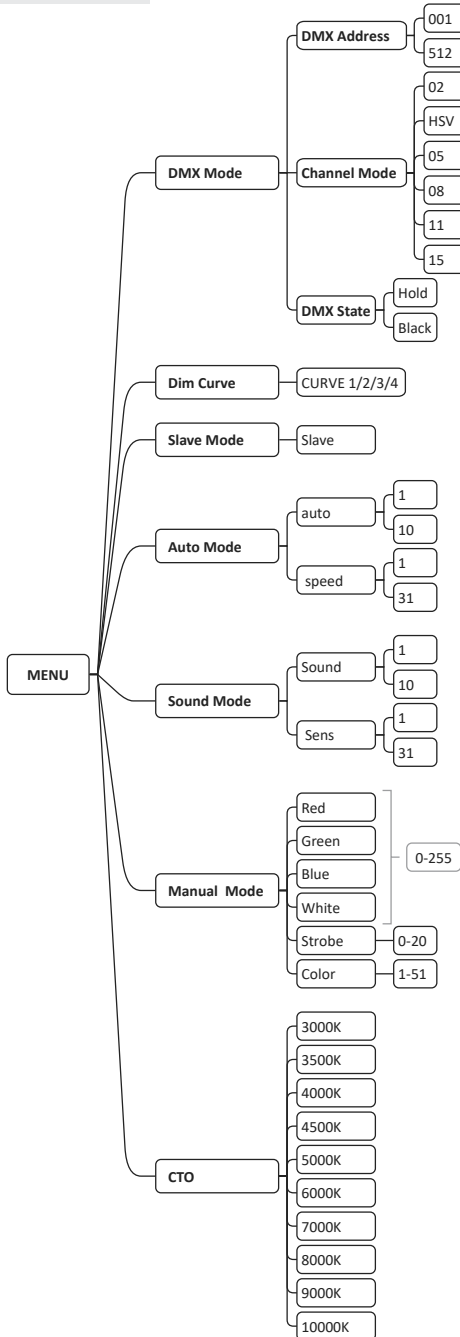 MENU
DMX Mode
DMX Address
001
512
Channel Mode
02
HSV
05
08
11
15
DMX State
Hold
Black
Dim Curve
CURVE 1/2/3/4
Slave Mode
Slave
Auto Mode
auto
1
10
speed
1
31
Sound Mode
Sound
1
10
Sens
1
31
Manual Mode
Red
Green
Blue
White
0-255
Strobe
0-20
Color
1-51
CTO
3000K
3500K
4000K
4500K
5000K
6000K
7000K
8000K
9000K
10000K